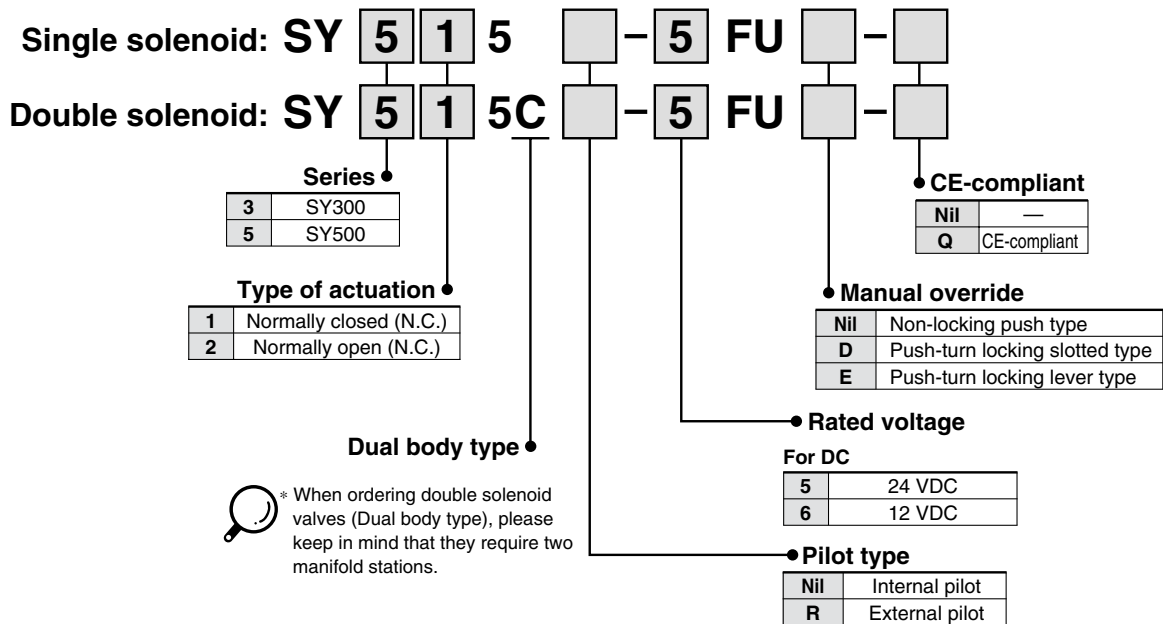 Single solenoid: SY 5 1 5 – 5 FU –
Double solenoid: SY 5 1 5C – 5 FU –
Series
3 SY300
5 SY500
CE-compliant
Nil —
Q CE-compliant
Type of actuation
1 Normally closed (N.C.)
2 Normally open (N.C.)
Manual override
Nil Non-locking push type
D Push-turn locking slotted type
E Push-turn locking lever type
Rated voltage
For DC
5 24 VDC
6 12 VDC
Dual body type
* When ordering double solenoid
valves (Dual body type), please
keep in mind that they require two
manifold stations.
Pilot type
Nil Internal pilot
R External pilot